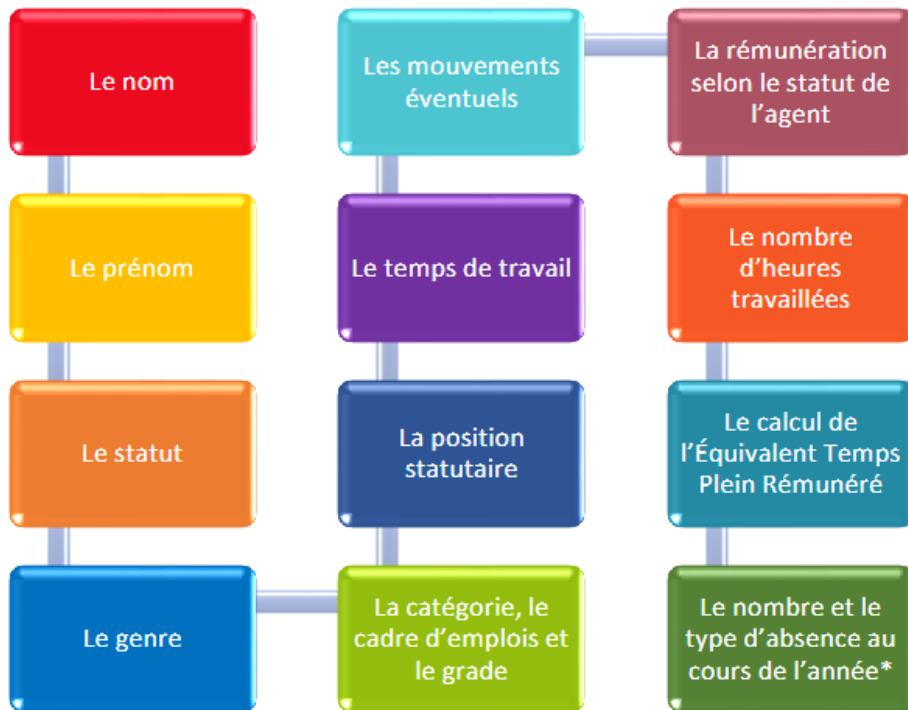 Le nom
Le prénom
Le statut
Le genre
La catégorie, le
cadre d'emplois et
le grade
La position
statutaire
Le temps de travail
Les mouvements
éventuels
La rémunération
selon le statut de
l'agent
Le nombre
d'heures
travaillées
Le calcul de
l'Équivalent Temps
Plein Rémunéré
Le nombre et le
type d'absence au
cours de l'année*